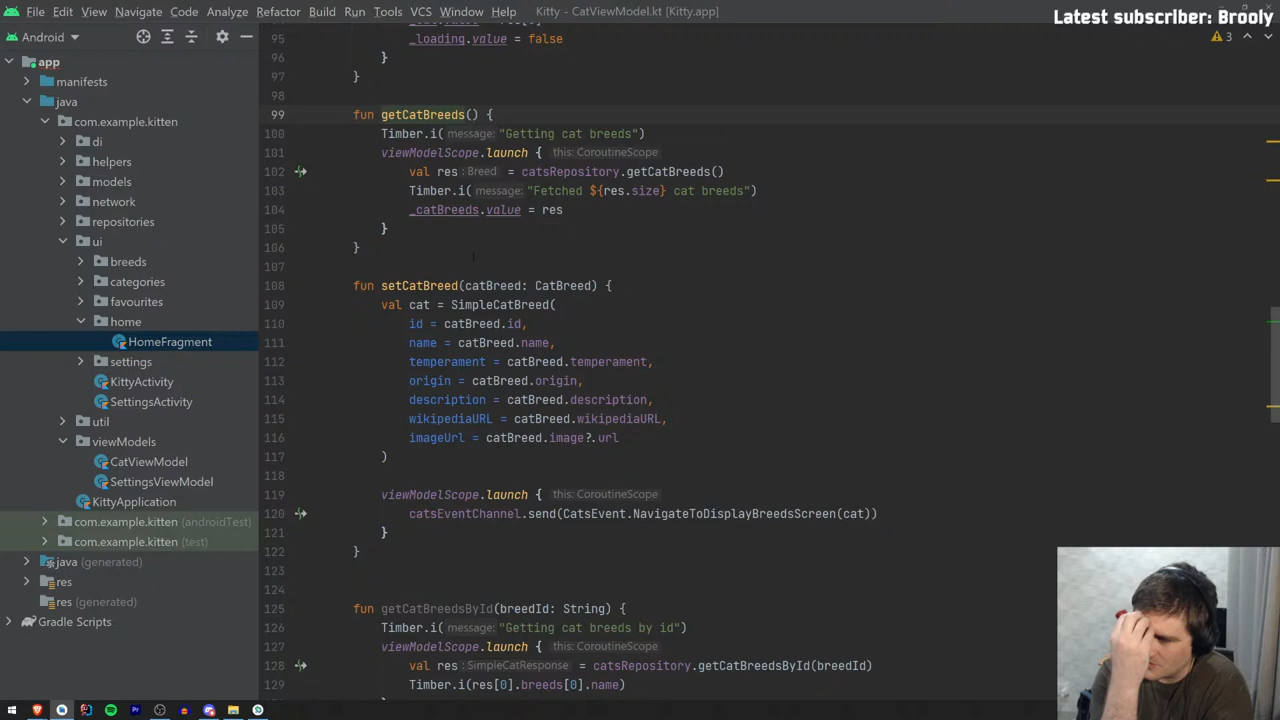 File Edit View Navigate Code Analyze Refactor Build Run Tools VCS Window Help Kitty - CatViewModel.kt [Kitty.app]
Latest subscriber: Brooly
Android
3
app
manifests
java
com.example.kitten
di
helpers
models
network
repositories
ui
breeds
categories
favourites
home
HomeFragment
settings
KittyActivity
SettingsActivity
util
viewModels
CatViewModel
SettingsViewModel
KittyApplication
com.example.kitten (androidTest)
com.example.kitten (test)
java (generated)
res
res (generated)
Gradle Scripts
95 _loading.value = false
96 }
97 }
98
99 fun getCatBreeds() {
100 Timber.i( message: "Getting cat breeds")
101 viewModelScope.launch { this: CoroutineScope
102 val res : Breed = catsRepository.getCatBreeds()
103 Timber.i( message: "Fetched ${res.size} cat breeds")
104 _catBreeds.value = res
105 }
106 }
107
108 fun setCatBreed(catBreed: CatBreed) {
109 val cat = SimpleCatBreed(
110 id = catBreed.id,
111 name = catBreed.name,
112 temperament = catBreed.temperament,
113 origin = catBreed.origin,
114 description = catBreed.description,
115 wikipediaURL = catBreed.wikipediaURL,
116 imageUrl = catBreed.image?.url
117 )
118
119 viewModelScope.launch { this: CoroutineScope
120 catsEventChannel.send(CatsEvent.NavigateToDisplayBreedsScreen(cat))
121 }
122 }
123
124
125 fun getCatBreedsById(breedId: String) {
126 Timber.i( message: "Getting cat breeds by id")
127 viewModelScope.launch { this: CoroutineScope
128 val res : SimpleCatResponse = catsRepository.getCatBreedsById(breedId)
129 Timber.i(res[0].breeds[0].name)